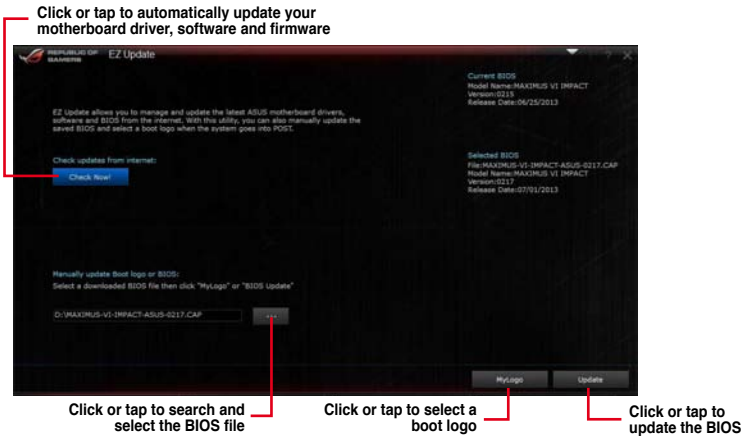 Click or tap to automatically update your
motherboard driver, software and firmware
REPUBLIC OF
GAMERS
EZ Update
?
Current BIOS
Model Name:MAXIMUS VI IMPACT
Version:0215
Release Date:06/25/2013
EZ Update allows you to manage and update the latest ASUS motherboard drivers,
software and BIOS from the internet. With this utility, you can also manually update the
saved BIOS and select a boot logo when the system goes into POST.
Check updates from internet:
Check Now!
Selected BIOS
File:MAXIMUS-VI-IMPACT-ASUS-0217.CAP
Model Name:MAXIMUS VI IMPACT
Version:0217
Release Date:07/01/2013
Manually update Boot logo or BIOS:
Select a downloaded BIOS file then click "MyLogo" or "BIOS Update"
D:\MAXIMUS-VI-IMPACT-ASUS-0217.CAP
...
MyLogo
Update
Click or tap to search and
select the BIOS file
Click or tap to select a
boot logo
Click or tap to
update the BIOS